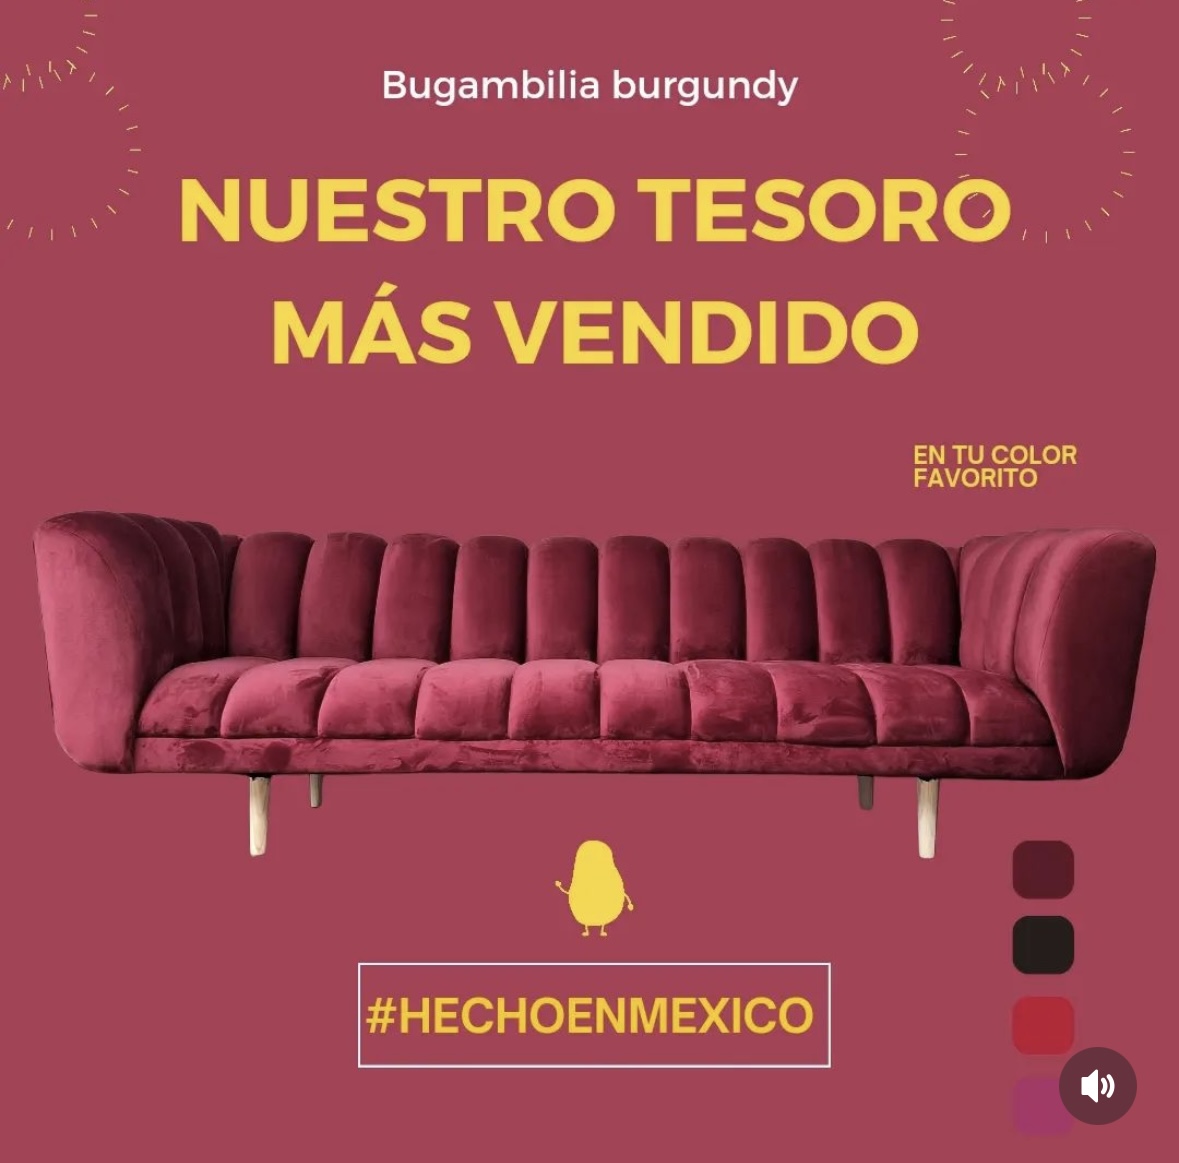 Bugambilia burgundy
NUESTRO TESORO
MÁS VENDIDO
EN TU COLOR
FAVORITO
#HECHOENMEXICO